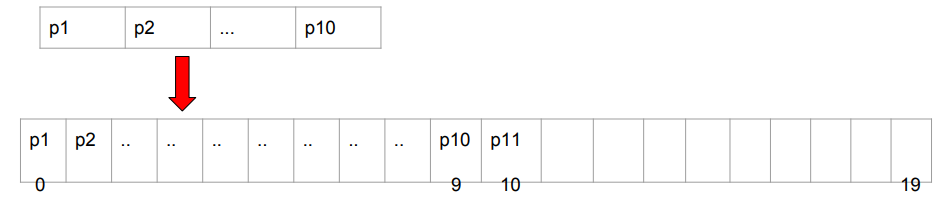 p1 p2 ... p10
p1 p2 .. .. .. .. .. .. .. p10 p11
0 9 10 19